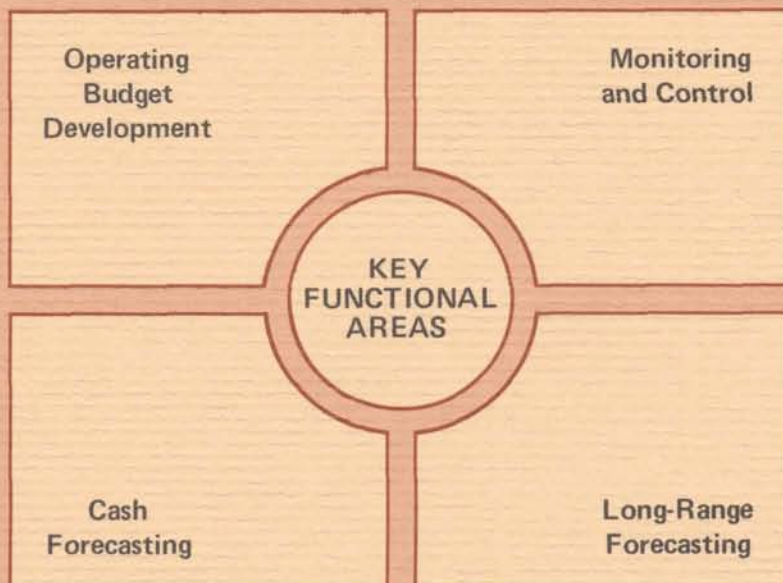 Operating
Budget
Development
Monitoring
and Control
KEY
FUNCTIONAL
AREAS
Cash
Forecasting
Long-Range
Forecasting